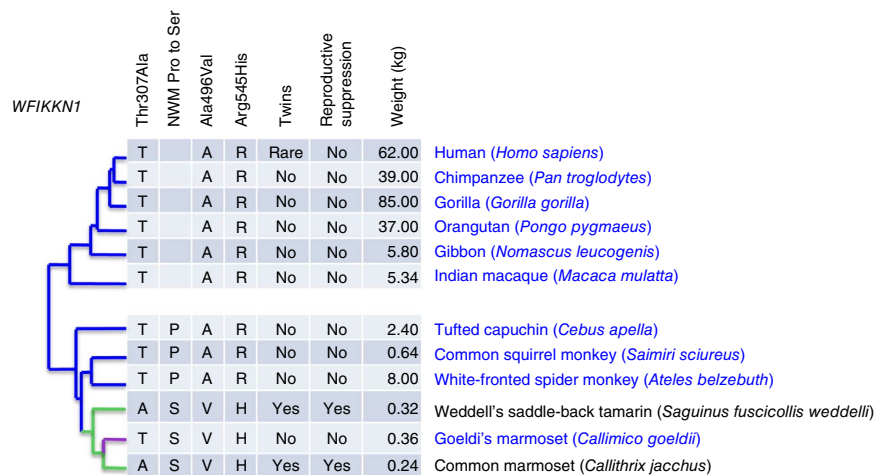 WFIKKN1
Thr307Ala
NWM Pro to Ser
Ala496Val
Arg545His
Twins
Reproductive
suppression
Weight (kg)
T A R Rare No 62.00 Human (Homo sapiens)
T A R No No 39.00 Chimpanzee (Pan troglodytes)
T A R No No 85.00 Gorilla (Gorilla gorilla)
T A R No No 37.00 Orangutan (Pongo pygmaeus)
T A R No No 5.80 Gibbon (Nomascus leucogenis)
T A R No No 5.34 Indian macaque (Macaca mulatta)
T P A R No No 2.40 Tufted capuchin (Cebus apella)
T P A R No No 0.64 Common squirrel monkey (Saimiri sciureus)
T P A R No No 8.00 White-fronted spider monkey (Ateles belzebuth)
A S V H Yes Yes 0.32 Weddell's saddle-back tamarin (Saguinus fuscicollis weddelli)
T S V H No No 0.36 Goeldi's marmoset (Callimico goeldii)
A S V H Yes Yes 0.24 Common marmoset (Callithrix jacchus)